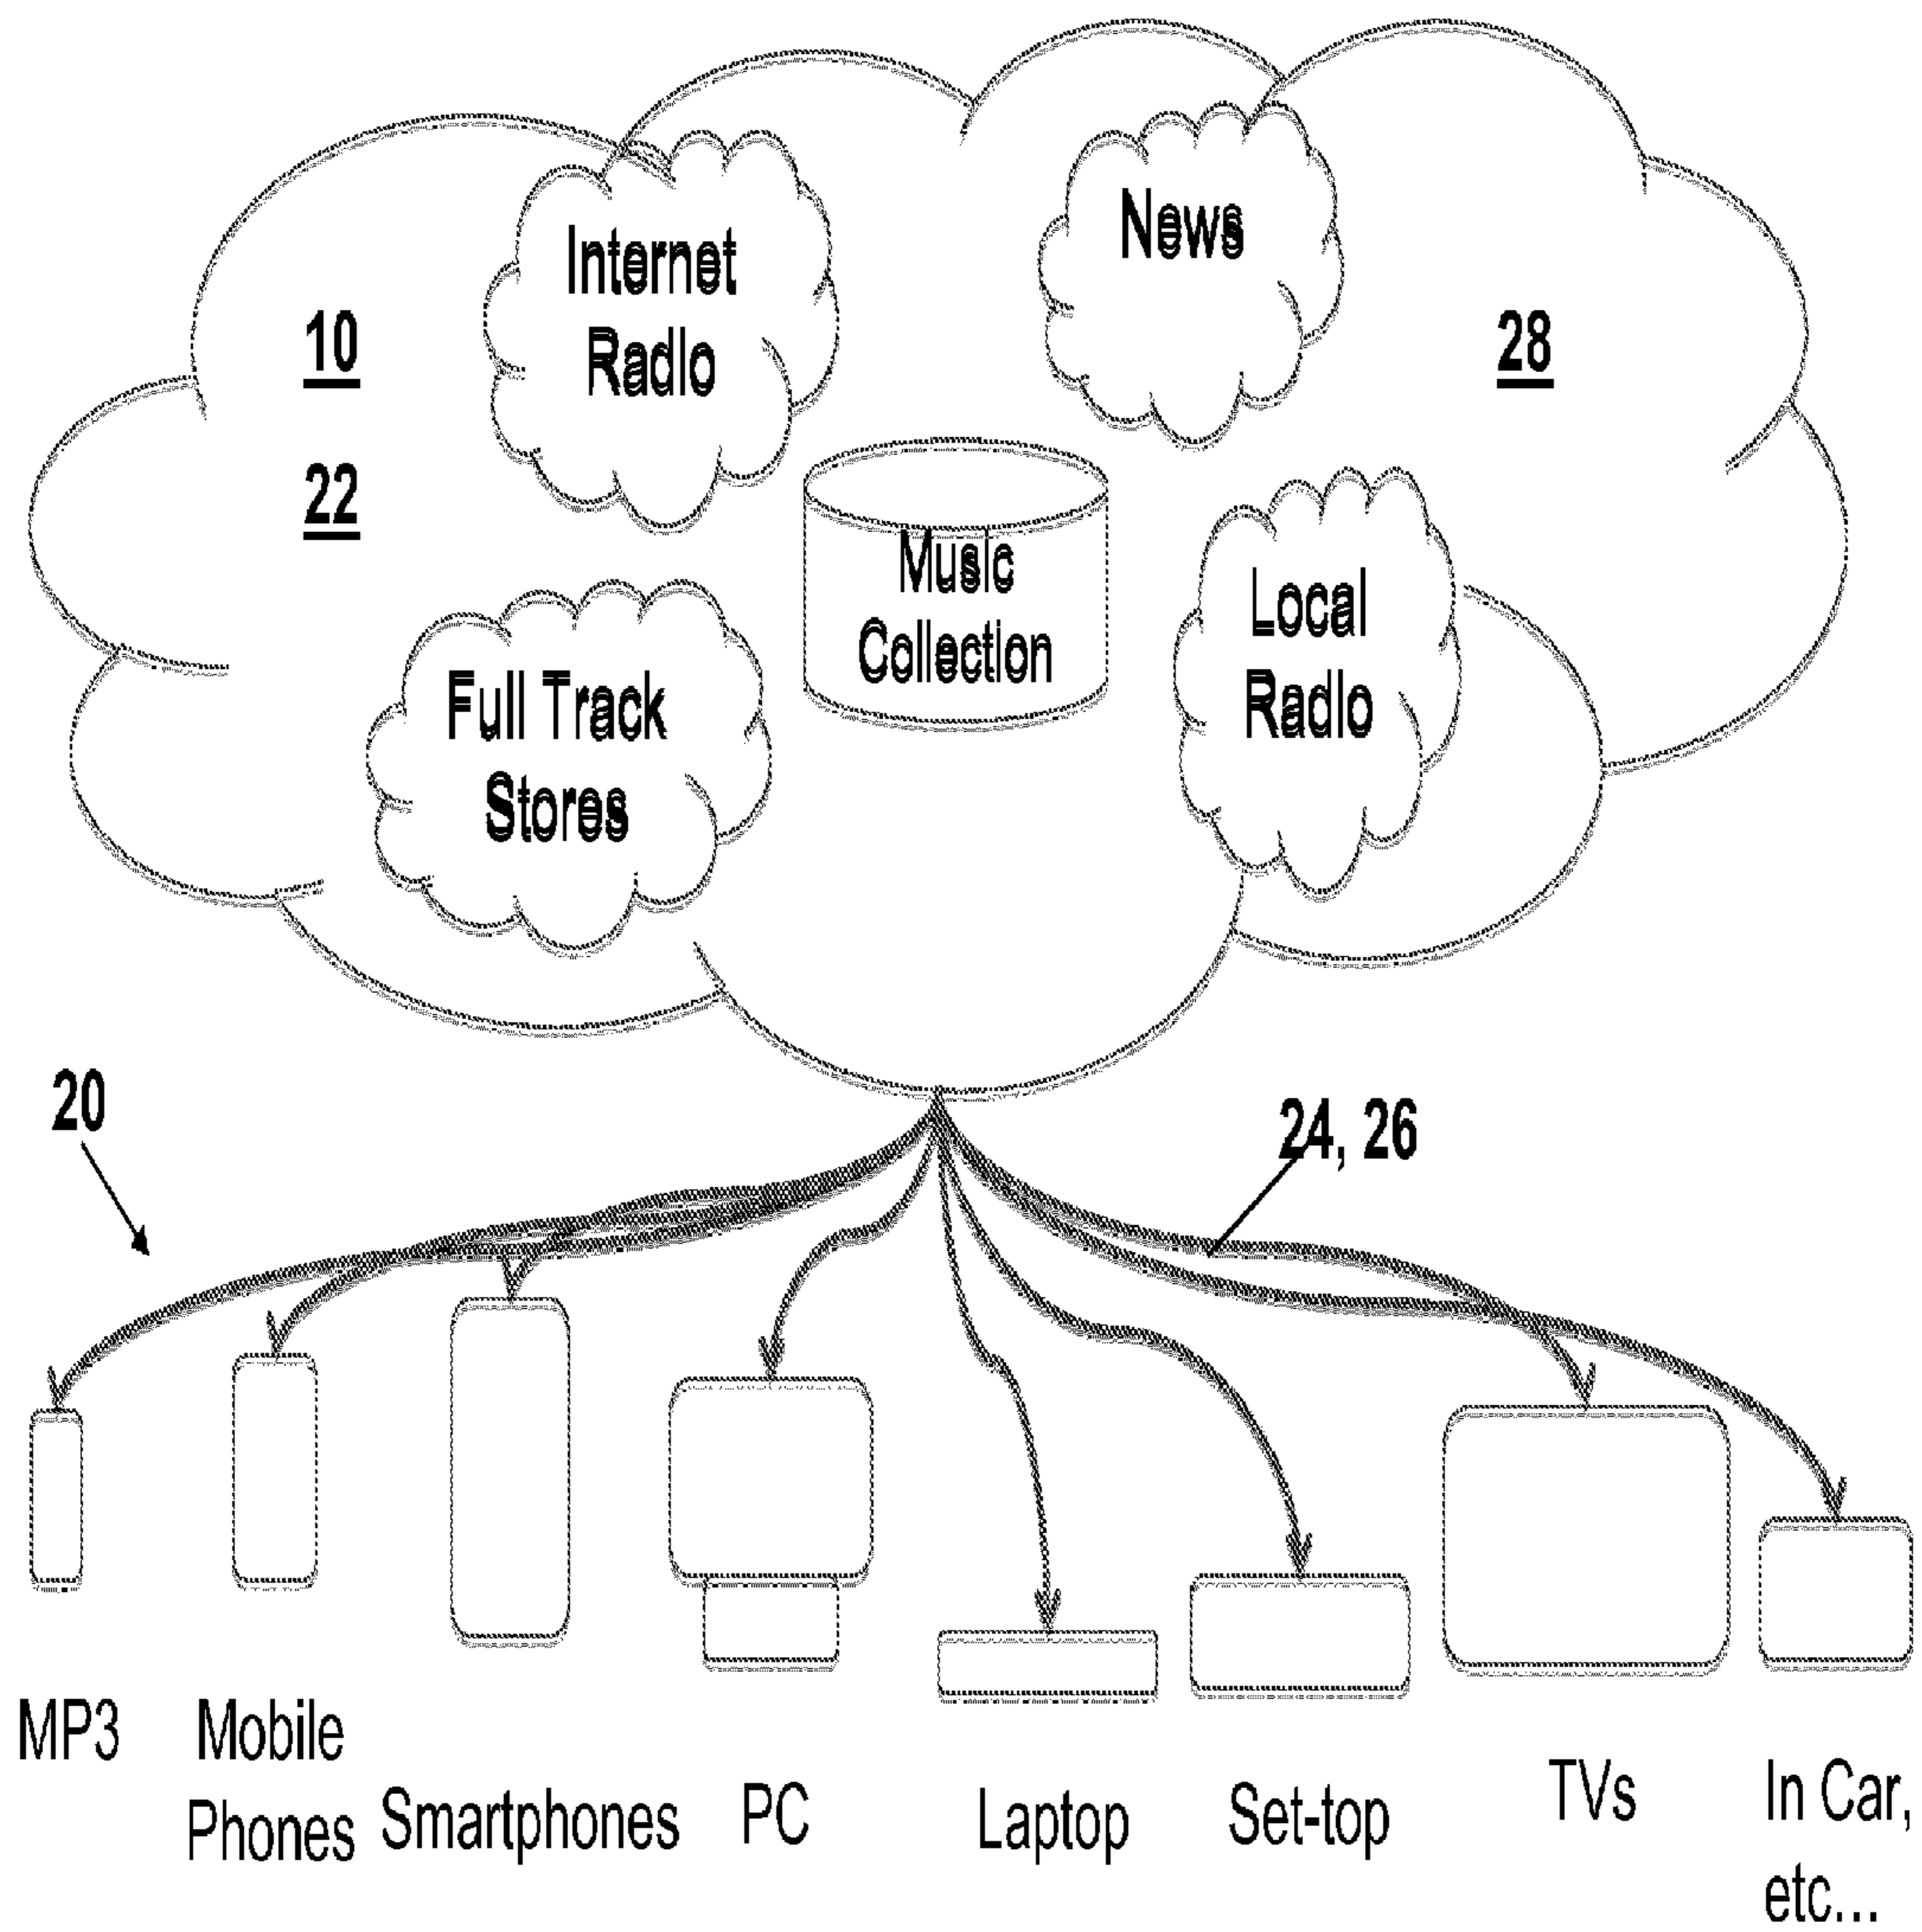 News
Internet
Radio
10
28
22
Music
Collection
Local
Radio
Full Track
Stores
20
24, 26
MP3
Mobile
Phones
Smartphones
PC
Laptop
Set-top
TVs
In Car,
etc...